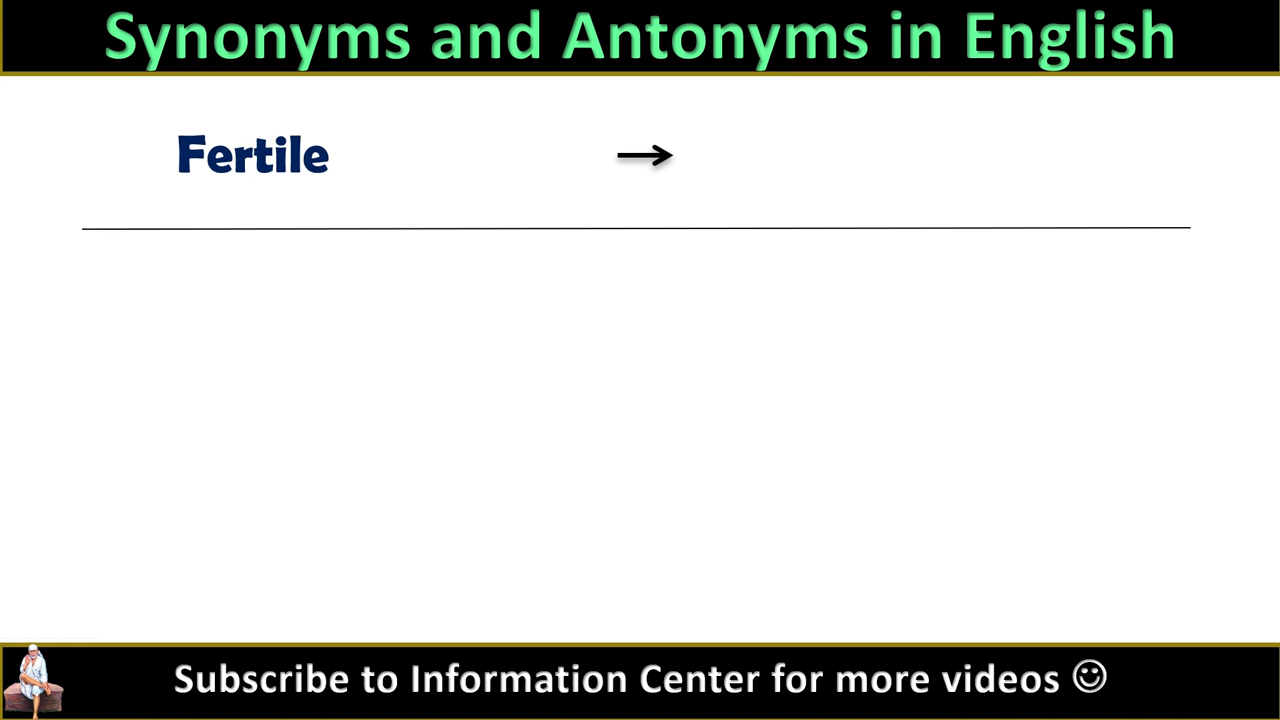 Synonyms and Antonyms in English
Fertile →
Subscribe to Information Center for more videos ☺